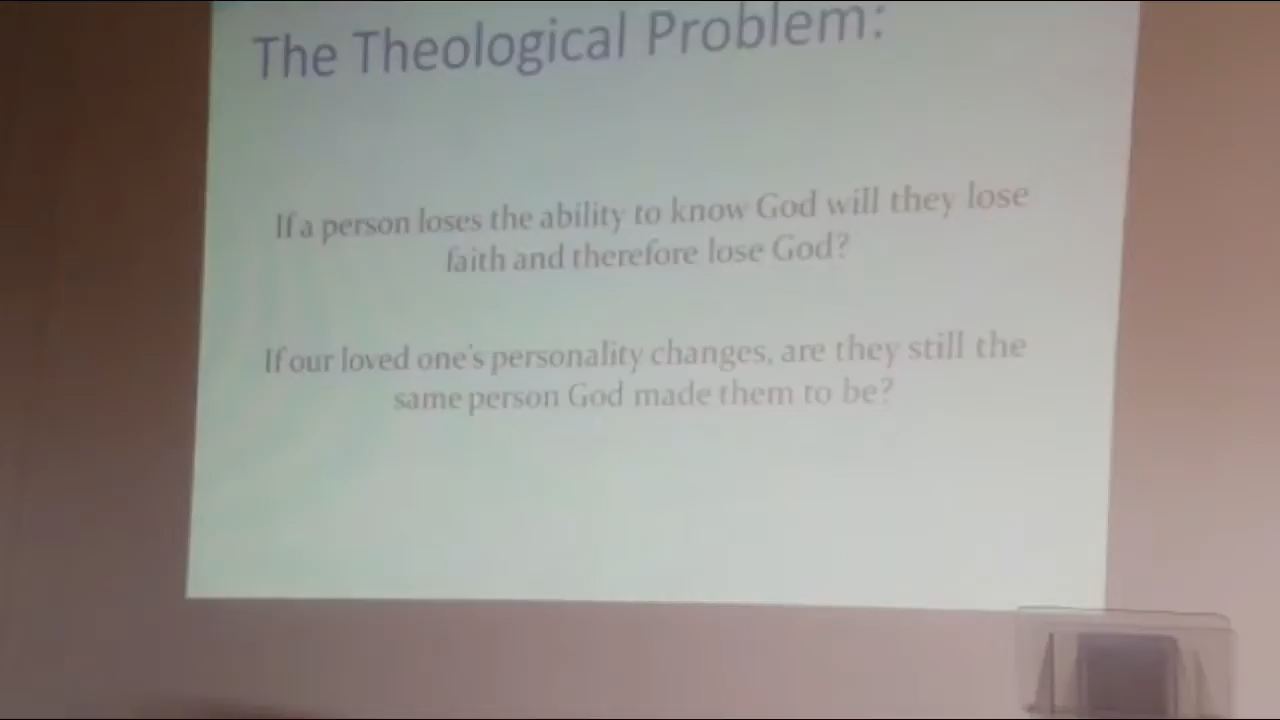 The Theological Problem:
If a person loses the ability to know God will they lose
faith and therefore lose God?
If our loved one's personality changes, are they still the
same person God made them to be?